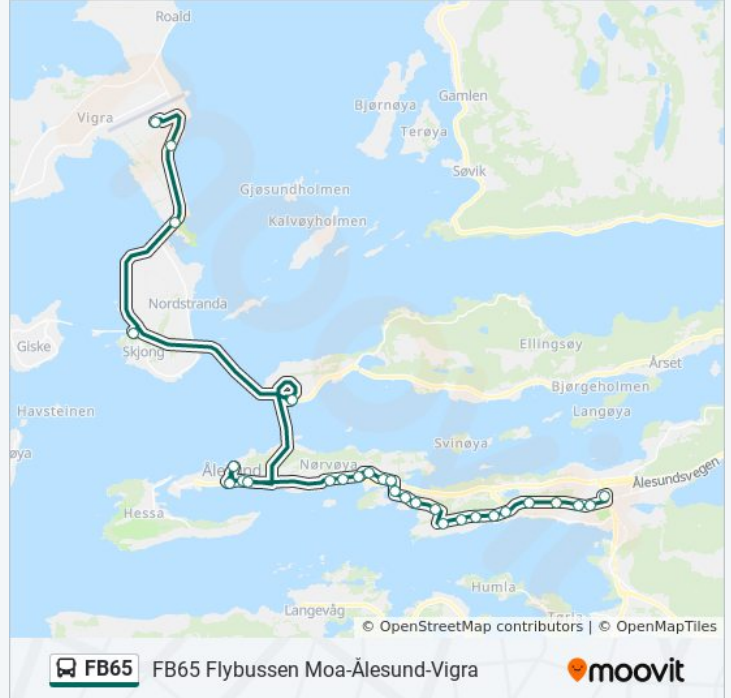 Roald
Vigra
Bjørnøya
Gamlen
Terøya
Søvik
Gjøsundholmen
Kalvøyholmen
Nordstranda
Giske
Skjong
Ellingsøy
Årset
Bjørgeholmen
Langøya
Havsteinen
øya
Svinøya
Ålesund
Nørvøya
Ålesundsvegen
Hessa
Humla
Langevåg
© OpenStreetMap contributors | © OpenMapTiles
FB65 FB65 Flybussen Moa-Ålesund-Vigra
moovit